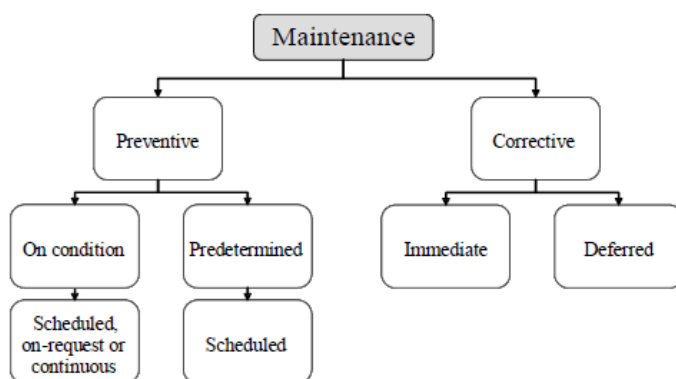 Maintenance
Preventive
Corrective
On condition
Predetermined
Immediate
Deferred
Scheduled,
on-request or
continuous
Scheduled